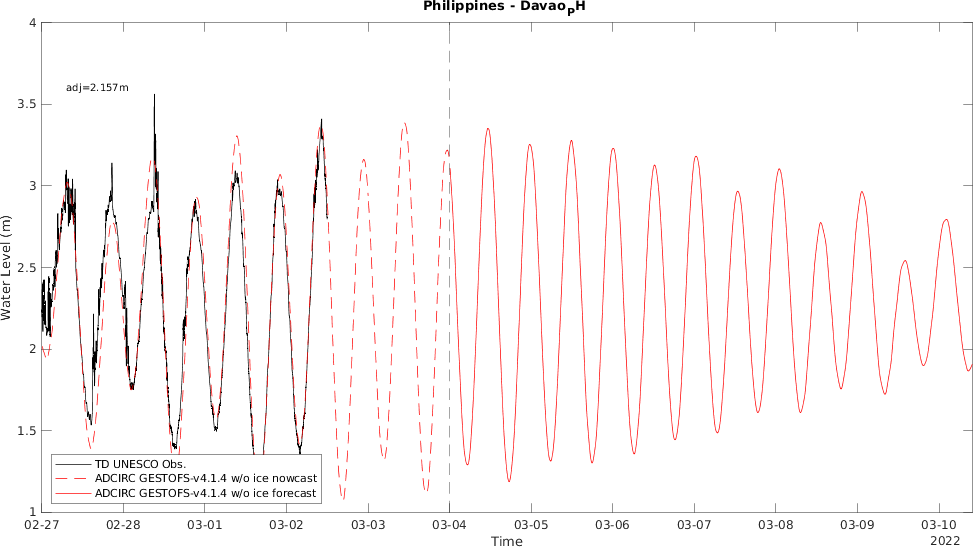 Philippines - DavaopH
4
adj=2.157m
3.5
3
2.5
2
1.5
1
Water Level (m)
TD UNESCO Obs.
ADCIRC GESTOFS-v4.1.4 w/o ice nowcast
ADCIRC GESTOFS-v4.1.4 w/o ice forecast
02-27 02-28 03-01 03-02 03-03 03-04 03-05 03-06 03-07 03-08 03-09 03-10
Time
2022